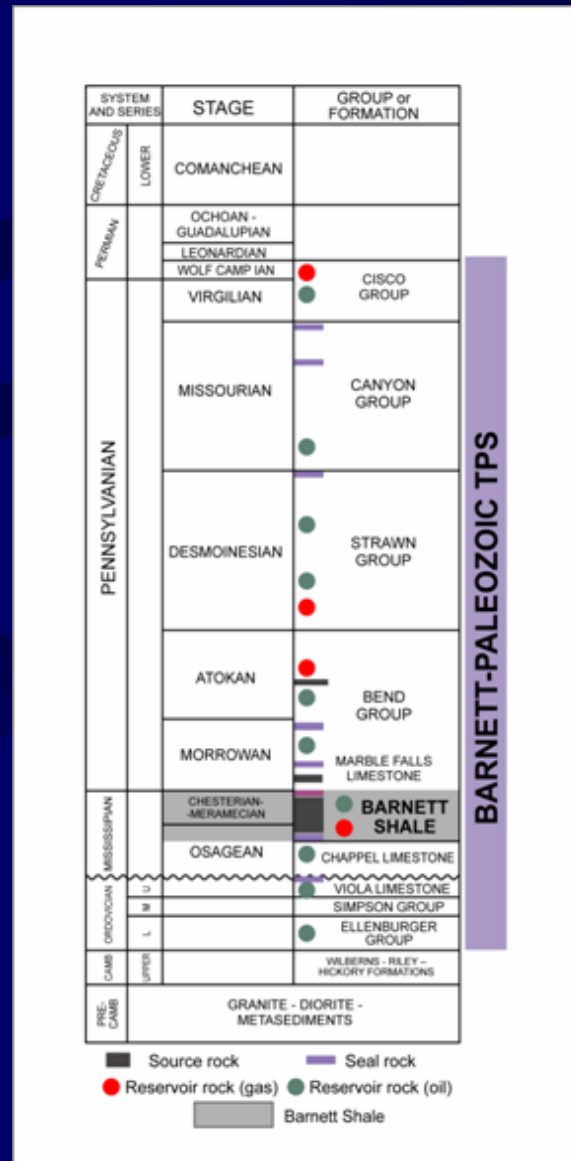 SYSTEM
AND SERIES
STAGE
GROUP or
FORMATION
CRETACEOUS
LOWER
COMANCHEAN
PERMIAN
OCHOAN -
GUADALUPIAN
LEONARDIAN
WOLF CAMP IAN
CISCO
GROUP
PENNSYLVANIAN
VIRGILIAN
MISSOURIAN
CANYON
GROUP
DESMOINESIAN
STRAWN
GROUP
ATOKAN
BEND
GROUP
MORROWAN
MARBLE FALLS
LIMESTONE
MISSISSIPPIAN
CHESTERIAN-
-MERAMECIAN
BARNETT
SHALE
OSAGEAN
CHAPPEL LIMESTONE
ORDOVICIAN
U
VIOLA LIMESTONE
M
SIMPSON GROUP
L
ELLENBURGER
GROUP
CAMB
UPPER
WILBERNS - RILEY –
HICKORY FORMATIONS
PRE-
CAMB
GRANITE - DIORITE -
METASEDIMENTS
BARNETT-PALEOZOIC TPS
Source rock
Seal rock
Reservoir rock (gas)
Reservoir rock (oil)
Barnett Shale